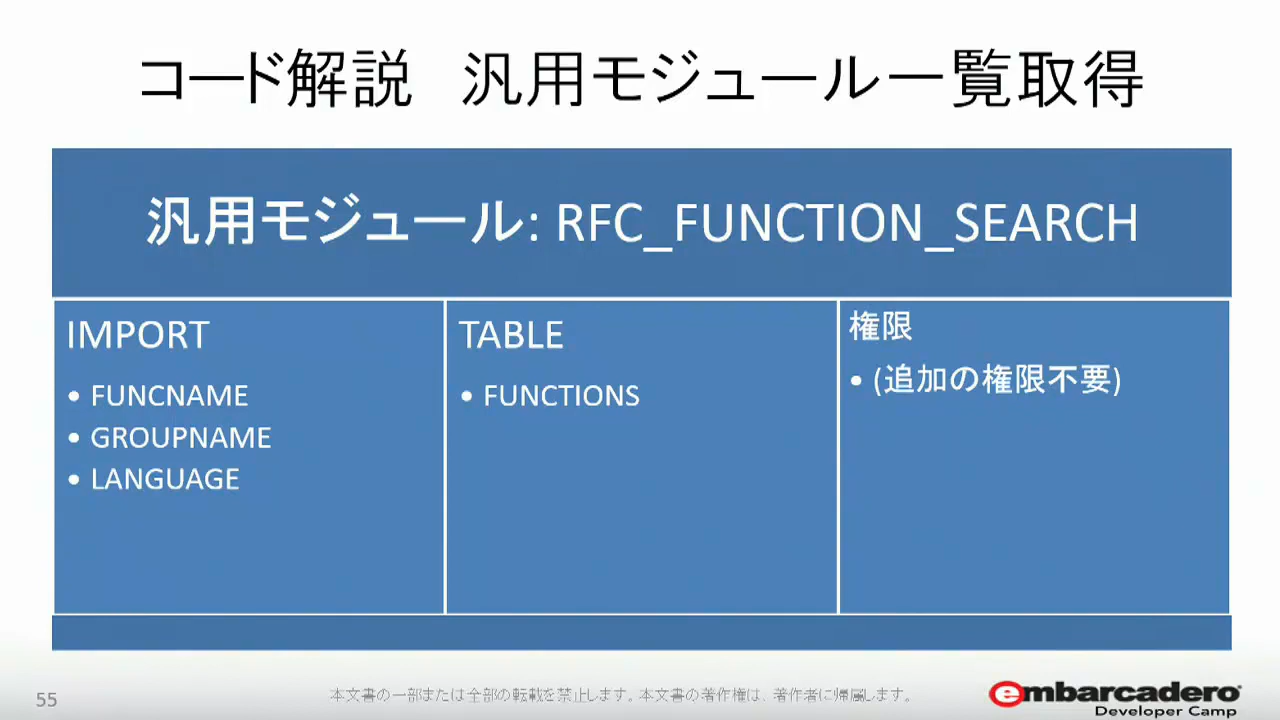 コード解説　汎用モジュール一覧取得
汎用モジュール: RFC_FUNCTION_SEARCH
IMPORT
• FUNCNAME
• GROUPNAME
• LANGUAGE
TABLE
• FUNCTIONS
権限
• (追加の権限不要)
55
本文書の一部または全部の転載を禁止します。本文書の著作権は、著作者に帰属します。
embarcadero
Developer Camp